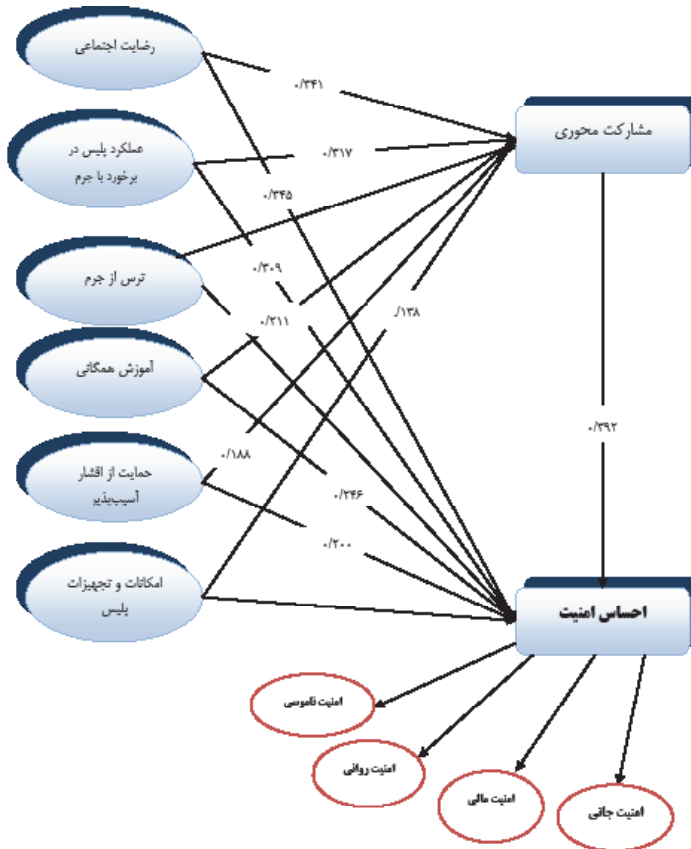 رضایت اجتماعی
۰/۳۴۱
مشارکت محوری
عملکرد پلیس در
برخورد با جرم
۰/۳۱۷
۰/۳۴۵
ترس از جرم
۰/۳۰۹
۰/۲۱۱
۰/۱۳۸
آموزش همگانی
۰/۳۹۲
حمایت از اقشار
آسیب‌پذیر
۰/۱۸۸
۰/۲۴۶
۰/۲۰۰
امکانات و تجهیزات
پلیس
احساس امنیت
امنیت ناموسی
امنیت روانی
امنیت مالی
امنیت جانی